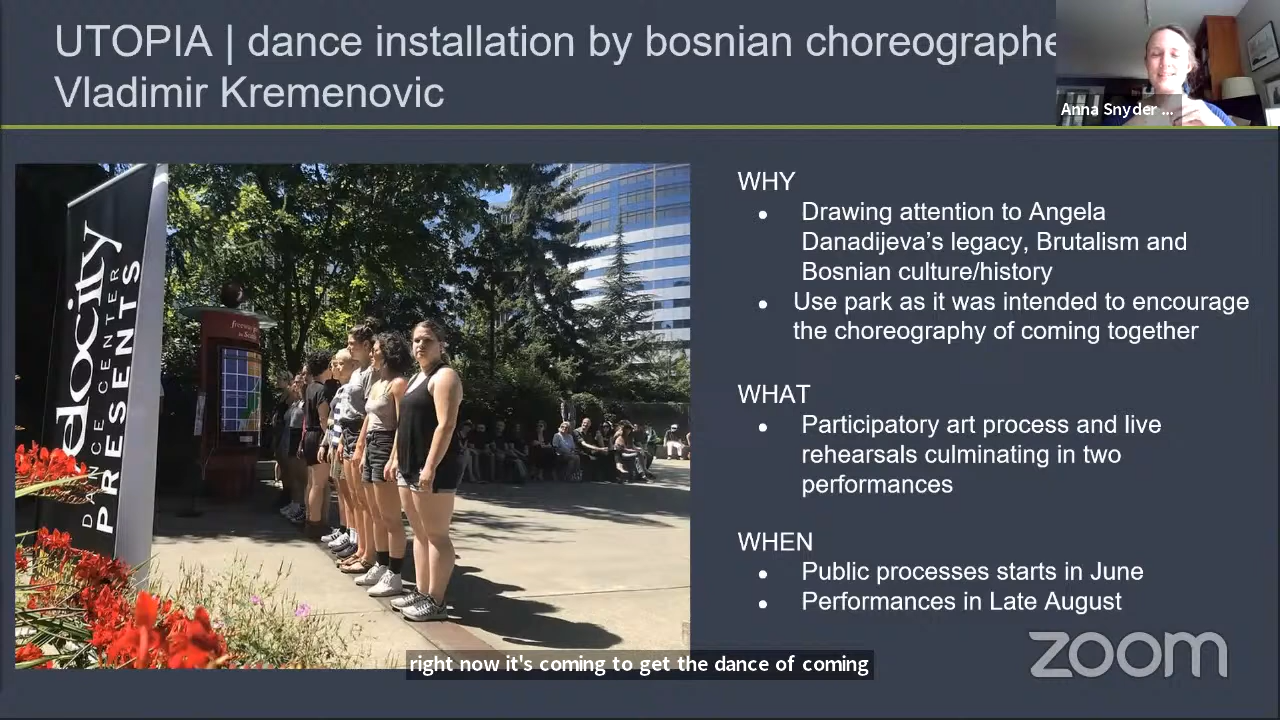 UTOPIA | dance installation by bosnian choreographe
Vladimir Kremenovic
Anna Snyder ...
WHY
Drawing attention to Angela
Danadijeva's legacy, Brutalism and
Bosnian culture/history
Use park as it was intended to encourage
the choreography of coming together
WHAT
Participatory art process and live
rehearsals culminating in two
performances
WHEN
Public processes starts in June
Performances in Late August
elocity
DANCE CENTER
PRESENTS
right now it's coming to get the dance of coming
zoom